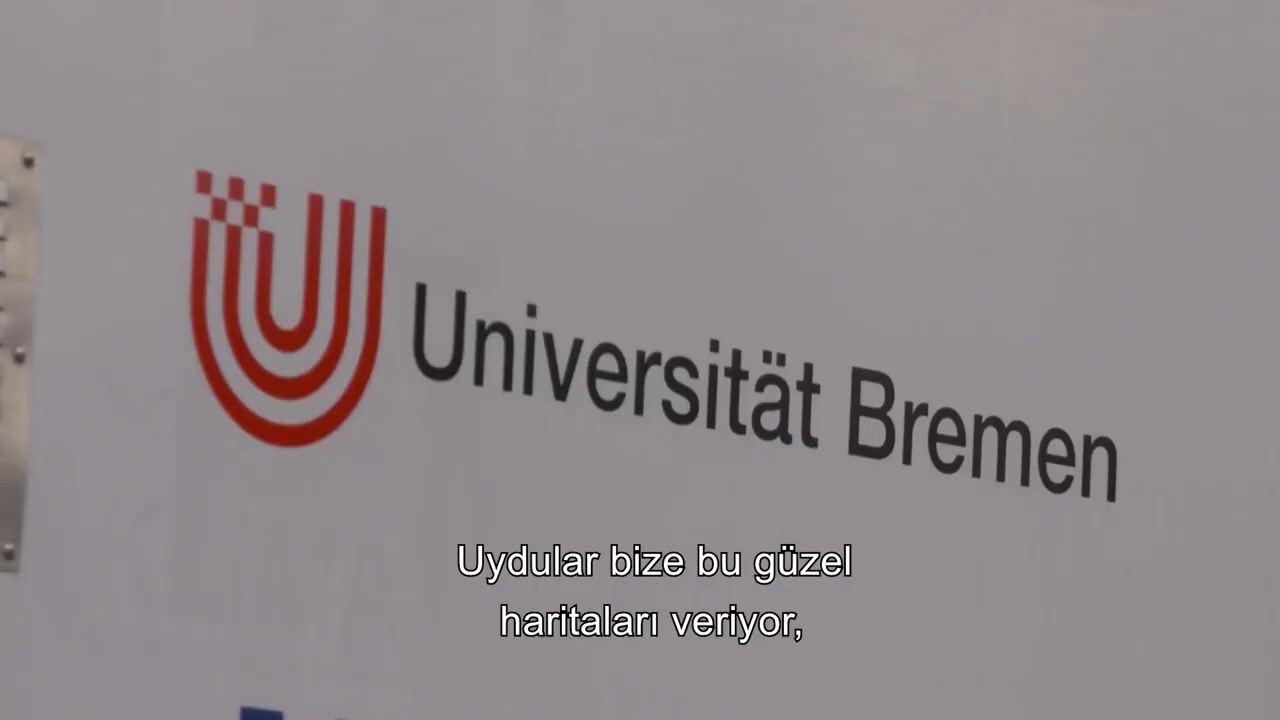 Universität Bremen
Uydular bize bu güzel
haritaları veriyor,